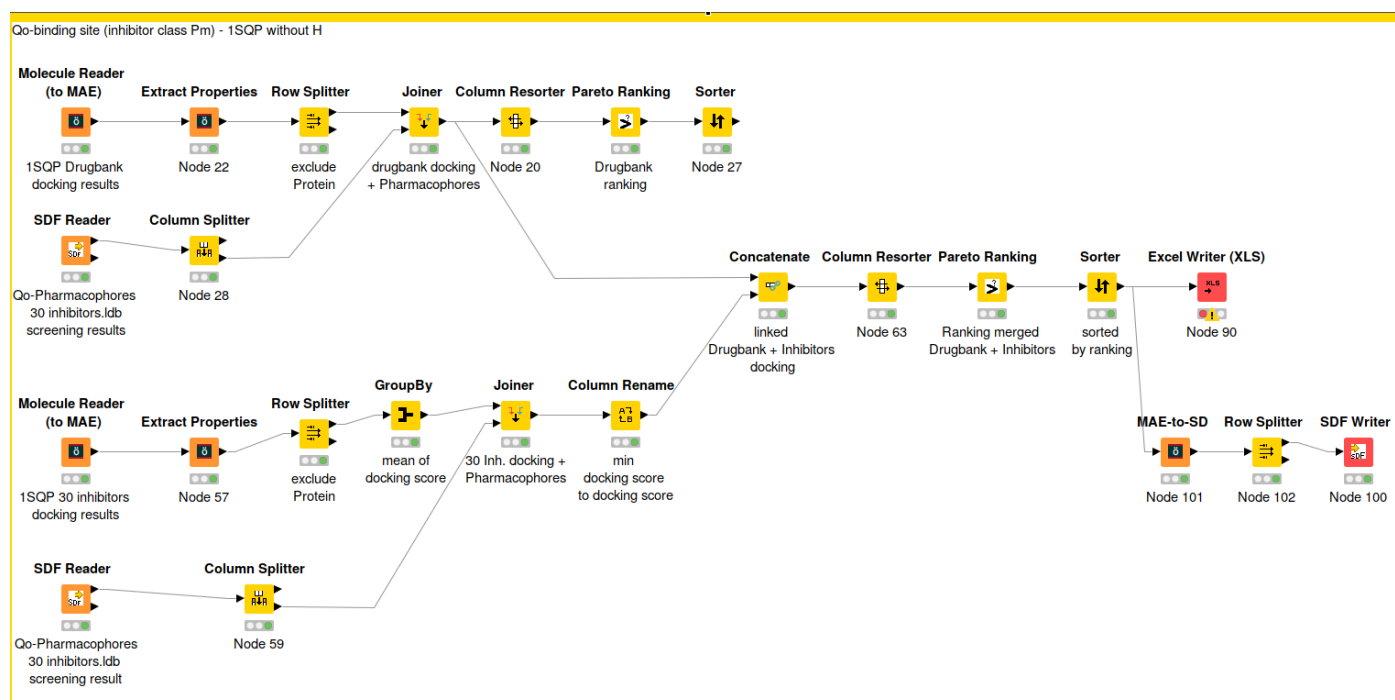 Qo-binding site (inhibitor class Pm) - 1SQP without H
Molecule Reader
(to MAE)
1SQP Drugbank
docking results
Extract Properties
Node 22
Row Splitter
exclude
Protein
Joiner
drugbank docking
+ Pharmacophores
Column Resorter
Node 20
Pareto Ranking
Drugbank
ranking
Sorter
Node 27
SDF Reader
SDF
Qo-Pharmacophores
30 inhibitors.ldb
screening results
Column Splitter
Node 28
Concatenate
linked
Drugbank + Inhibitors
docking
Column Resorter
Node 63
Pareto Ranking
Ranking merged
Drugbank + Inhibitors
Sorter
sorted
by ranking
Excel Writer (XLS)
XLS
Node 90
Molecule Reader
(to MAE)
1SQP 30 inhibitors
docking results
Extract Properties
Node 57
Row Splitter
exclude
Protein
GroupBy
mean of
docking score
Joiner
30 Inh. docking +
Pharmacophores
Column Rename
min
docking score
to docking score
MAE-to-SD
Node 101
Row Splitter
Node 102
SDF Writer
SDF
Node 100
SDF Reader
SDF
Qo-Pharmacophores
30 inhibitors.ldb
screening result
Column Splitter
Node 59